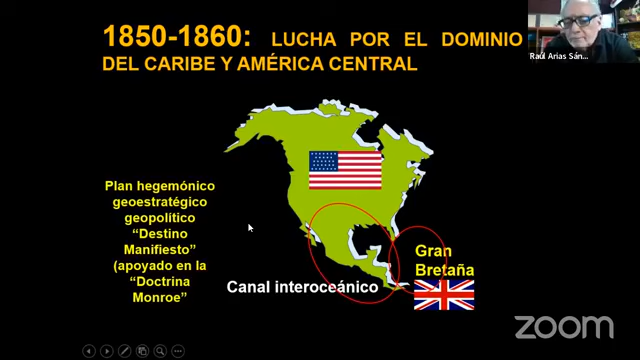 1850-1860: LUCHA POR EL DOMINIO
DEL CARIBE Y AMÉRICA CENTRAL
Raúl Arias Sán...
Plan hegemónico
geoestratégico
geopolítico
“Destino
Manifiesto”
(apoyado en la
“Doctrina
Monroe”
Gran
Bretaña
Canal interoceánico
zoom